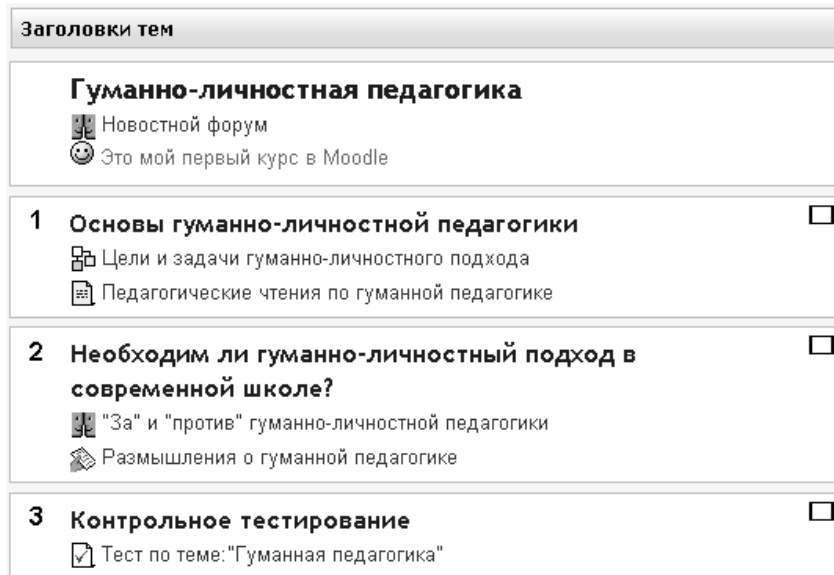 Заголовки тем
Гуманно-личностная педагогика
Новостной форум
Это мой первый курс в Moodle
1 Основы гуманно-личностной педагогики
Цели и задачи гуманно-личностного подхода
Педагогические чтения по гуманной педагогике
2 Необходим ли гуманно-личностный подход в
современной школе?
"За" и "против" гуманно-личностной педагогики
Размышления о гуманной педагогике
3 Контрольное тестирование
Тест по теме:"Гуманная педагогика"